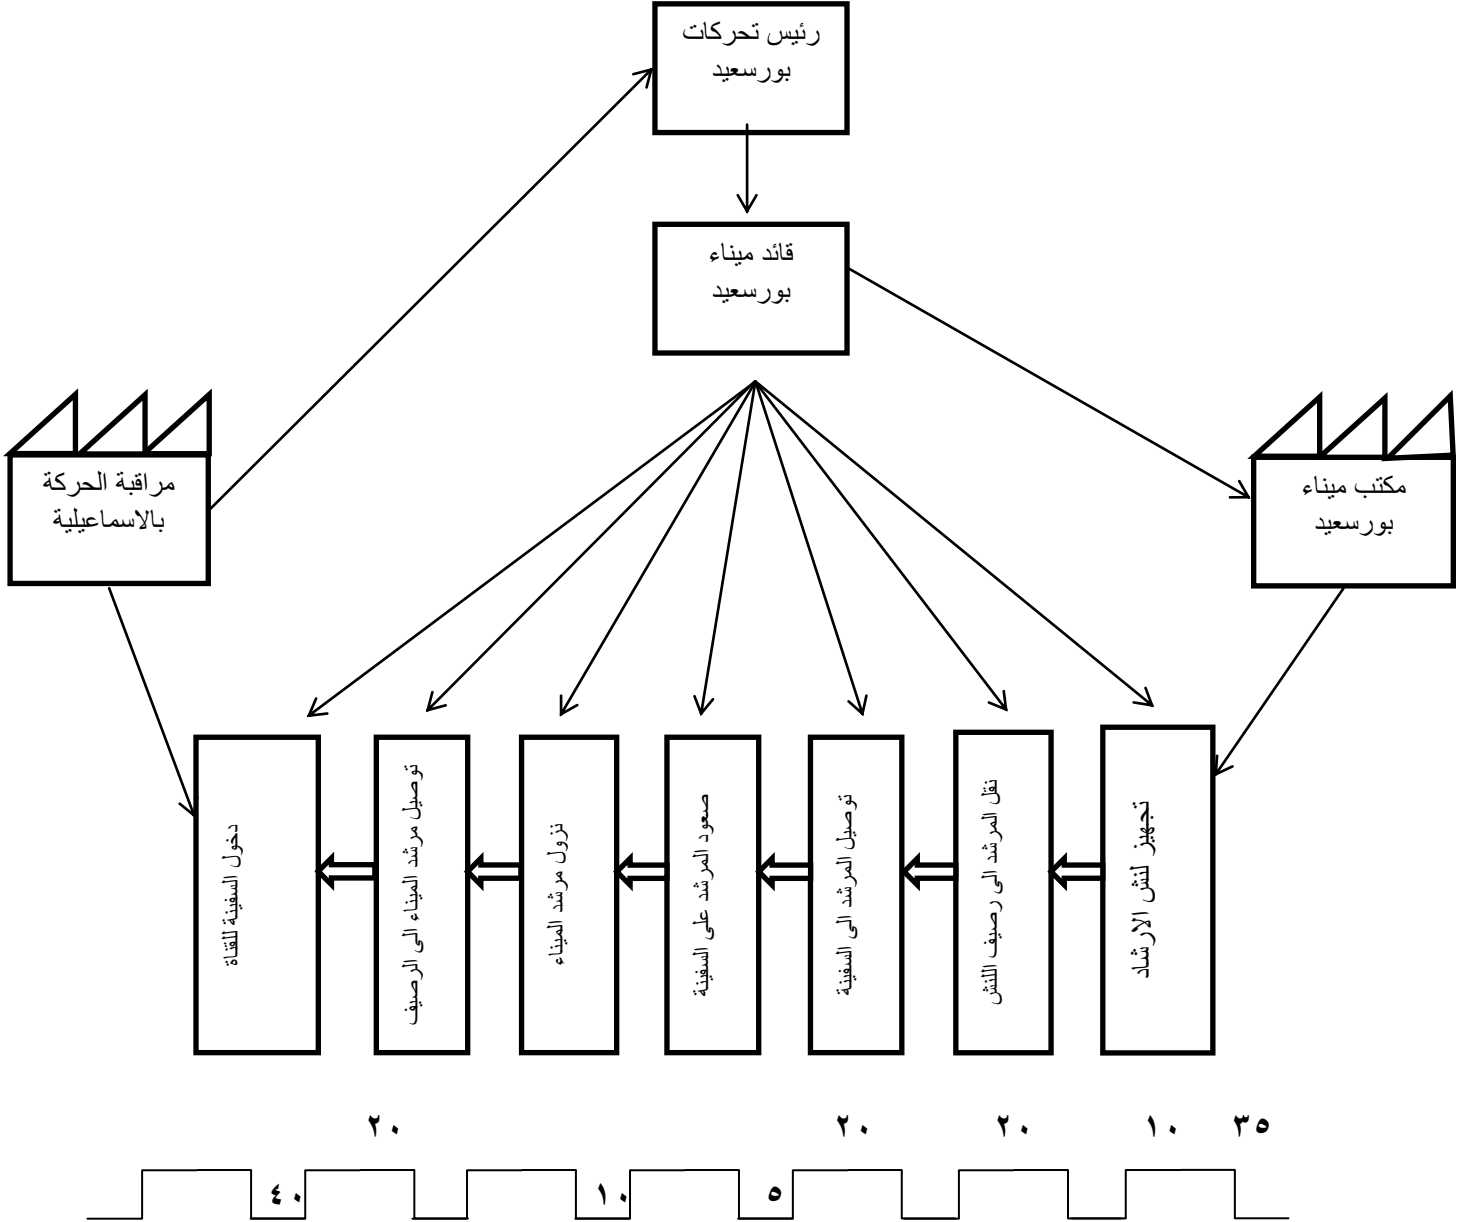 رئيس تحركات
بورسعيد
قائد ميناء
بورسعيد
مراقبة الحركة
بالاسماعيلية
مكتب ميناء
بورسعيد
تجهيز لنش الارشاد
نقل المرشد الى رصيف اللنش
توصيل المرشد الى السفينة
صعود المرشد على السفينة
نزول مرشد الميناء
توصيل مرشد الميناء الى الرصيف
دخول السفينة للقناة
٣٥
١٠
٢٠
٢٠
٢٠
٥
١٠
٤٠